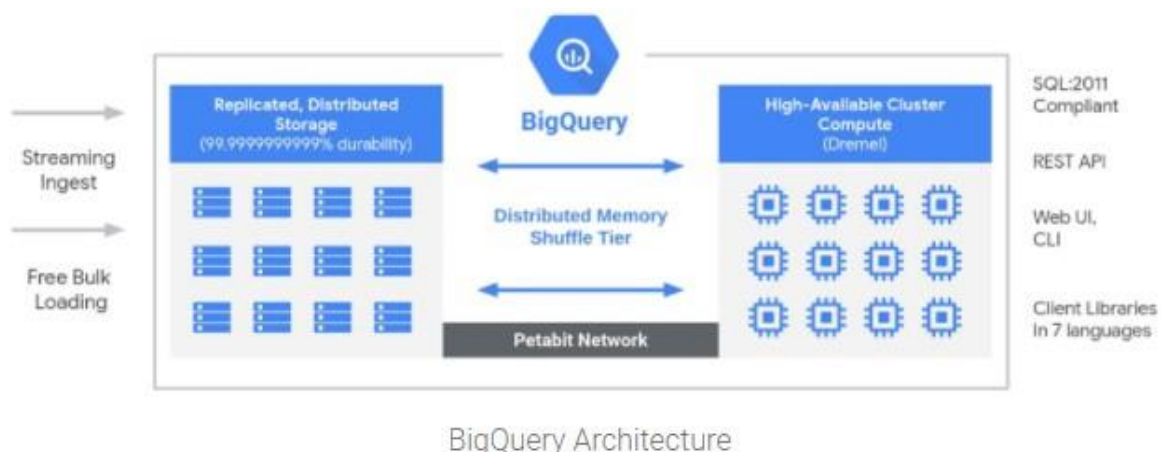 Streaming
Ingest
Free Bulk
Loading
Replicated, Distributed
Storage
(99.9999999999% durability)
BigQuery
Distributed Memory
Shuffle Tier
Petabit Network
High-Available Cluster
Compute
(Dremel)
SQL:2011
Compliant
REST API
Web UI,
CLI
Client Libraries
In 7 languages
BigQuery Architecture